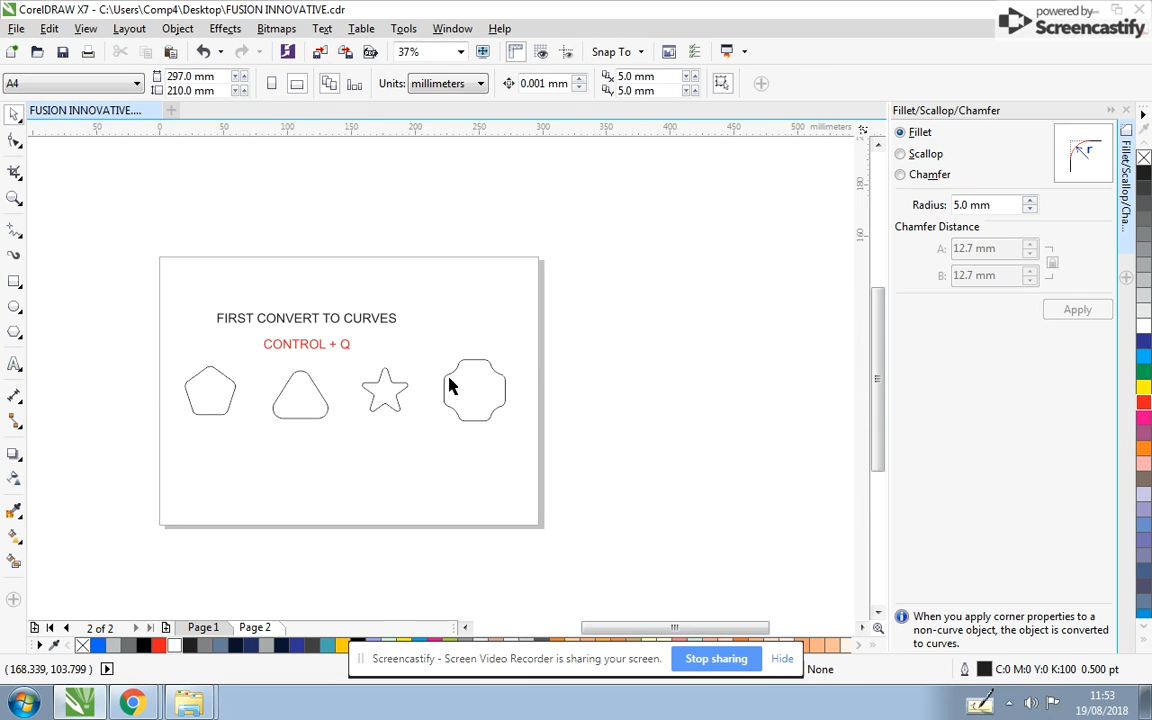 CorelDRAW X7 - C:\Users\Comp4\Desktop\FUSION INNOVATIVE.cdr
powered by
Screencastify
File Edit View Layout Object Effects Bitmaps Text Table Tools Window Help
37% Snap To
A4 297.0 mm 210.0 mm Units: millimeters 0.001 mm 5.0 mm 5.0 mm
FUSION INNOVATIVE....
50 0 50 100 150 200 250 300 350 400 450 500 millimeters
180
160
FIRST CONVERT TO CURVES
CONTROL + Q
Fillet/Scallop/Chamfer
Fillet
Scallop
Chamfer
r
Radius: 5.0 mm
Chamfer Distance
A: 12.7 mm
B: 12.7 mm
Apply
Fillet/Scallop/Cha...
When you apply corner properties to a
non-curve object, the object is converted
to curves.
2 of 2 Page 1 Page 2
Screencastify - Screen Video Recorder is sharing your screen. Stop sharing Hide
(168.339, 103.799) None C:0 M:0 Y:0 K:100 0.500 pt
11:53
19/08/2018